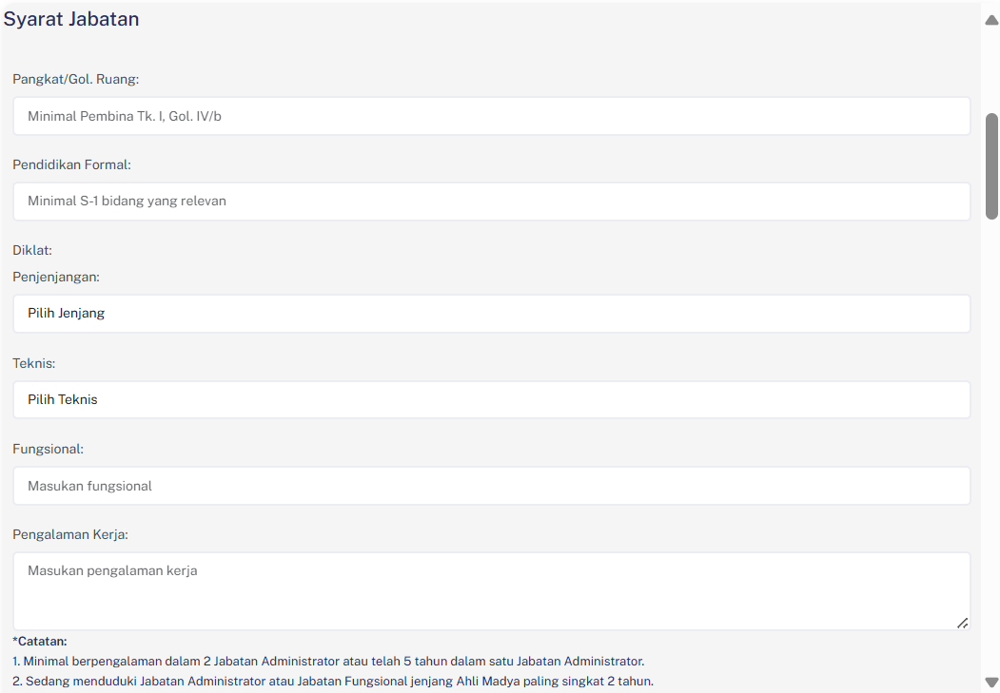 Syarat Jabatan
Pangkat/Gol. Ruang:
Minimal Pembina Tk. I, Gol. IV/b
Pendidikan Formal:
Minimal S-1 bidang yang relevan
Diklat:
Penjenjangan:
Pilih Jenjang
Teknis:
Pilih Teknis
Fungsional:
Masukan fungsional
Pengalaman Kerja:
Masukan pengalaman kerja
*Catatan:
1. Minimal berpengalaman dalam 2 Jabatan Administrator atau telah 5 tahun dalam satu Jabatan Administrator.
2. Sedang menduduki Jabatan Administrator atau Jabatan Fungsional jenjang Ahli Madya paling singkat 2 tahun.